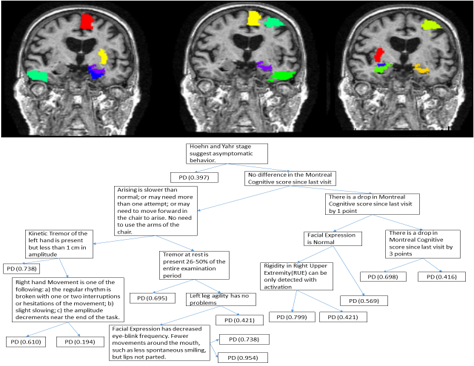 Hoehn and Yahr stage
suggest asymptomatic
behavior.
PD (0.397)
No difference in the Montreal
Cognitive score since last visit
Arising is slower than
normal; or may need more
than one attempt; or may
need to move forward in
the chair to arise. No need
to use the arms of the
chair
There is a drop in Montreal
Cognitive score since last visit
by 1 point
Kinetic Tremor of
the left hand is present
but less than 1 cm in
amplitude
Tremor at rest is
present 26-50% of the
entire examination
period
Facial Expression
is Normal
There is a drop in
Montreal Cognitive
score since last visit by
3 points
PD (0.738)
Right hand Movement is one of the
following: a) the regular rhythm is
broken with one or two interruptions
or hesitations of the movement; b)
slight slowing; c) the amplitude
decrements near the end of the task.
PD (0.695)
Left leg agility has no
problems
Rigidity in Right Upper
Extremity(RUE) can be
only detected with
activation
PD (0.569)
PD (0.698)
PD (0.416)
PD (0.610)
PD (0.194)
Facial Expression has decreased
eye-blink frequency. Fewer
movements around the mouth,
such as less spontaneous smiling,
but lips not parted.
PD (0.421)
PD (0.799)
PD (0.421)
PD (0.738)
PD (0.954)